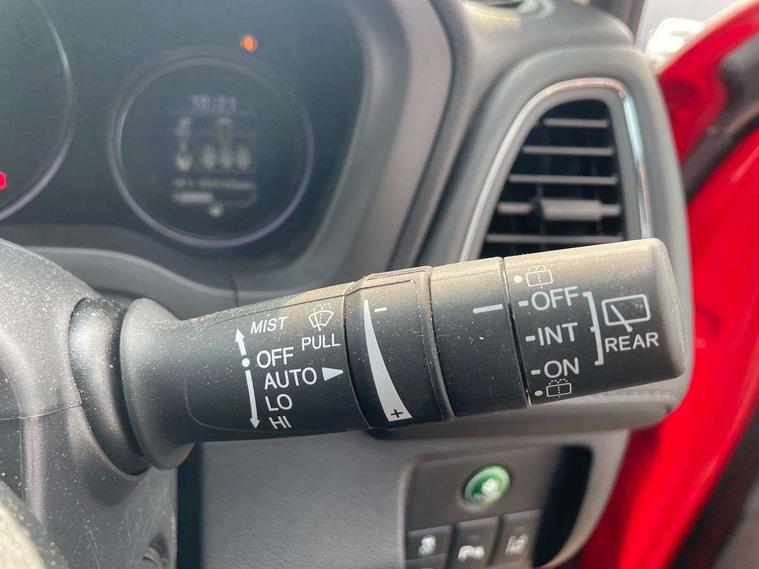 MIST
PULL
OFF
AUTO
LO
HI
- 
+
OFF
INT
ON
REAR